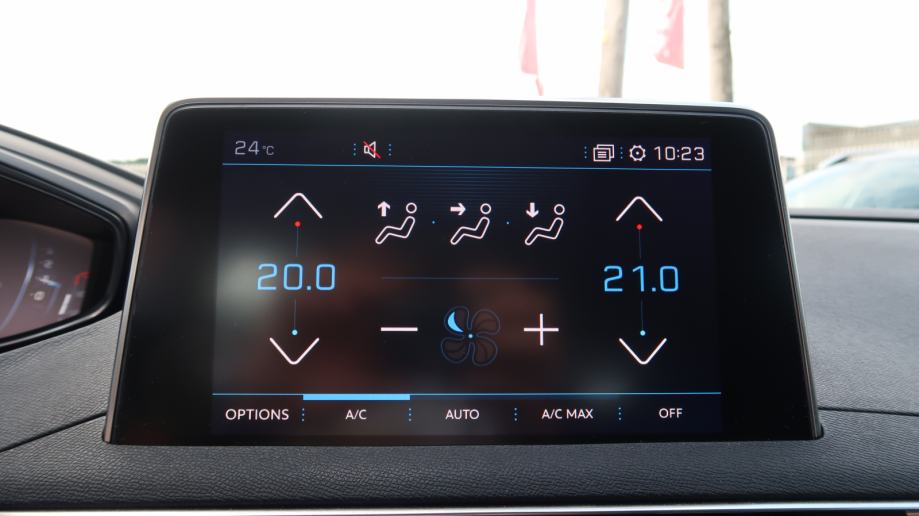 24°C 10:23
20.0 21.0
OPTIONS A/C AUTO A/C MAX OFF